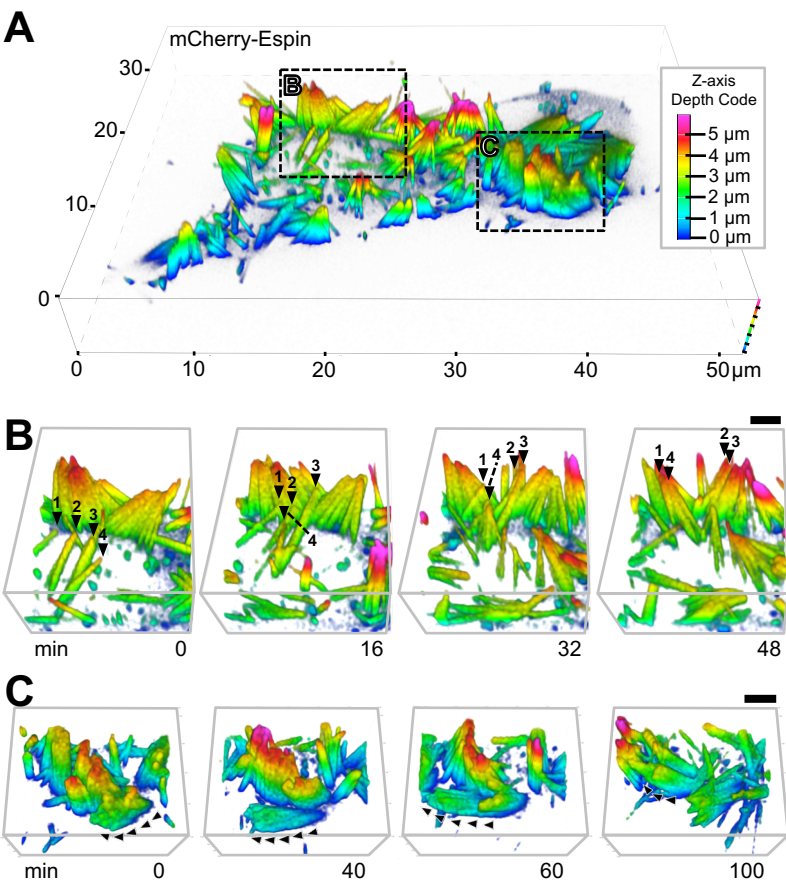 A
mCherry-Espin
30
20
10
0
0 10 20 30 40 50 µm
B
C
Z-axis
Depth Code
5 µm
4 µm
3 µm
2 µm
1 µm
0 µm
B
1 2 3 4
1 2 3 4
1 4 2 3
1 4 2 3
min 0 16 32 48
C
min 0 40 60 100